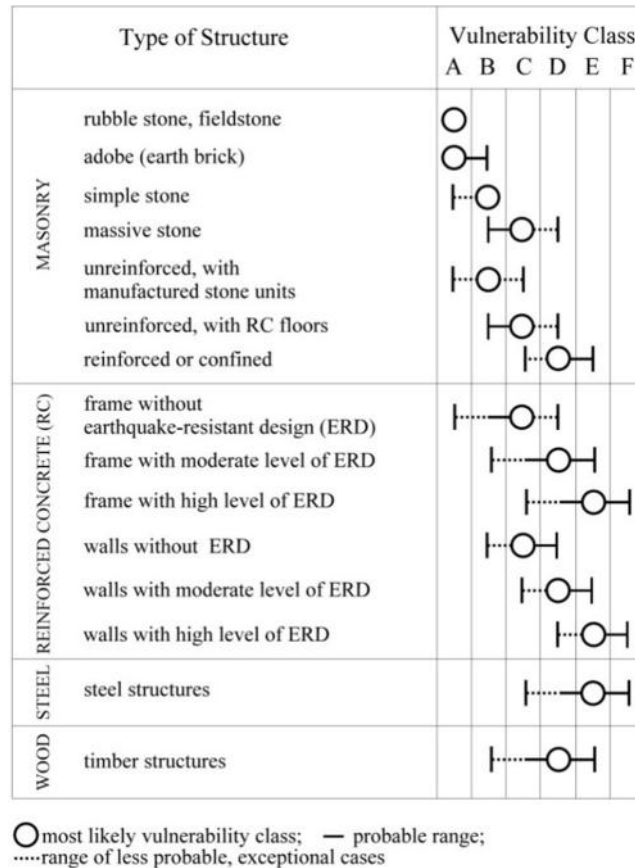 Type of Structure
Vulnerability Class
A B C D E F
MASONRY
rubble stone, fieldstone
adobe (earth brick)
simple stone
massive stone
unreinforced, with
manufactured stone units
unreinforced, with RC floors
reinforced or confined
REINFORCED CONCRETE (RC)
frame without
earthquake-resistant design (ERD)
frame with moderate level of ERD
frame with high level of ERD
walls without ERD
walls with moderate level of ERD
walls with high level of ERD
STEEL
steel structures
WOOD
timber structures
most likely vulnerability class; probable range;
range of less probable, exceptional cases